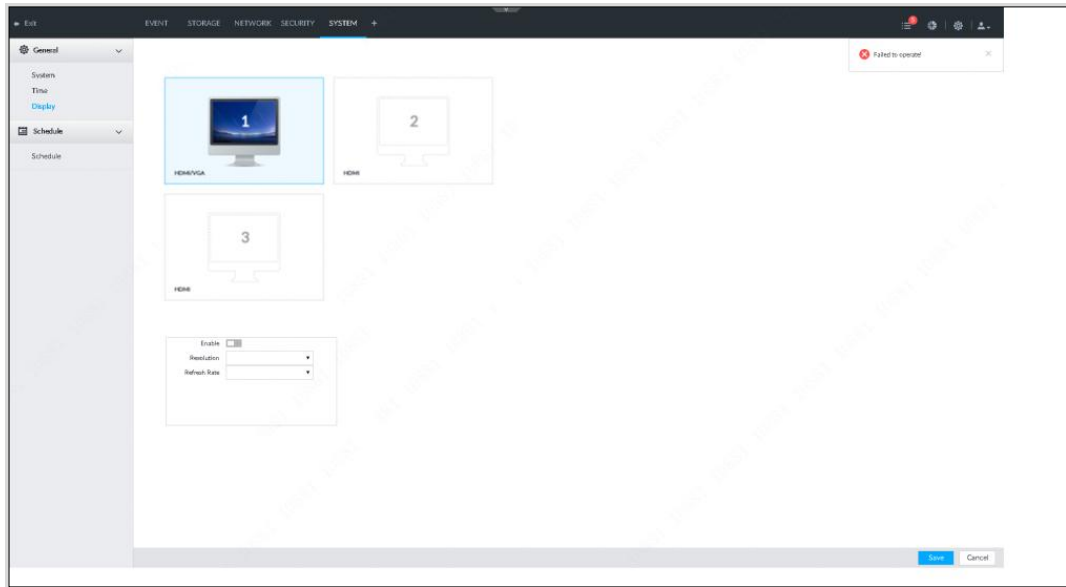 Exit EVENT STORAGE NETWORK SECURITY SYSTEM +
General
Failed to operate!
System
Time
Display
Schedule
Schedule
1
HDMI/VGA
2
HDMI
3
HDMI
Enable
Resolution
Refresh Rate
Save Cancel